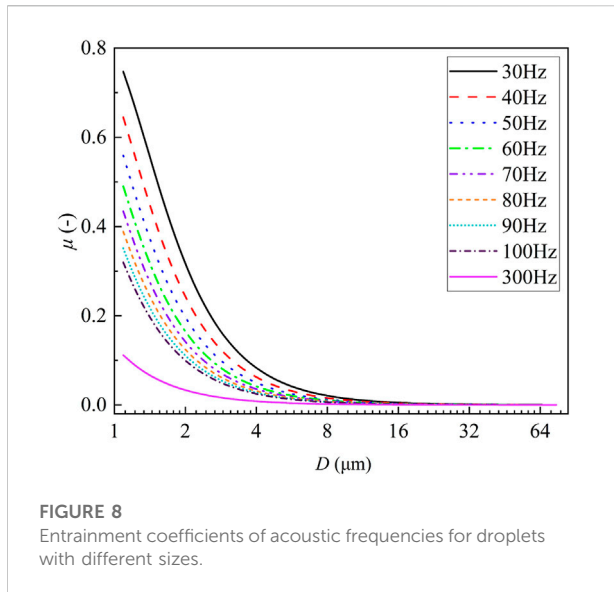 0.8
0.6
0.4
0.2
0.0
μ (-)
1 2 4 8 16 32 64
D (μm)
30Hz
40Hz
50Hz
60Hz
70Hz
80Hz
90Hz
100Hz
300Hz
FIGURE 8
Entrainment coefficients of acoustic frequencies for droplets
with different sizes.